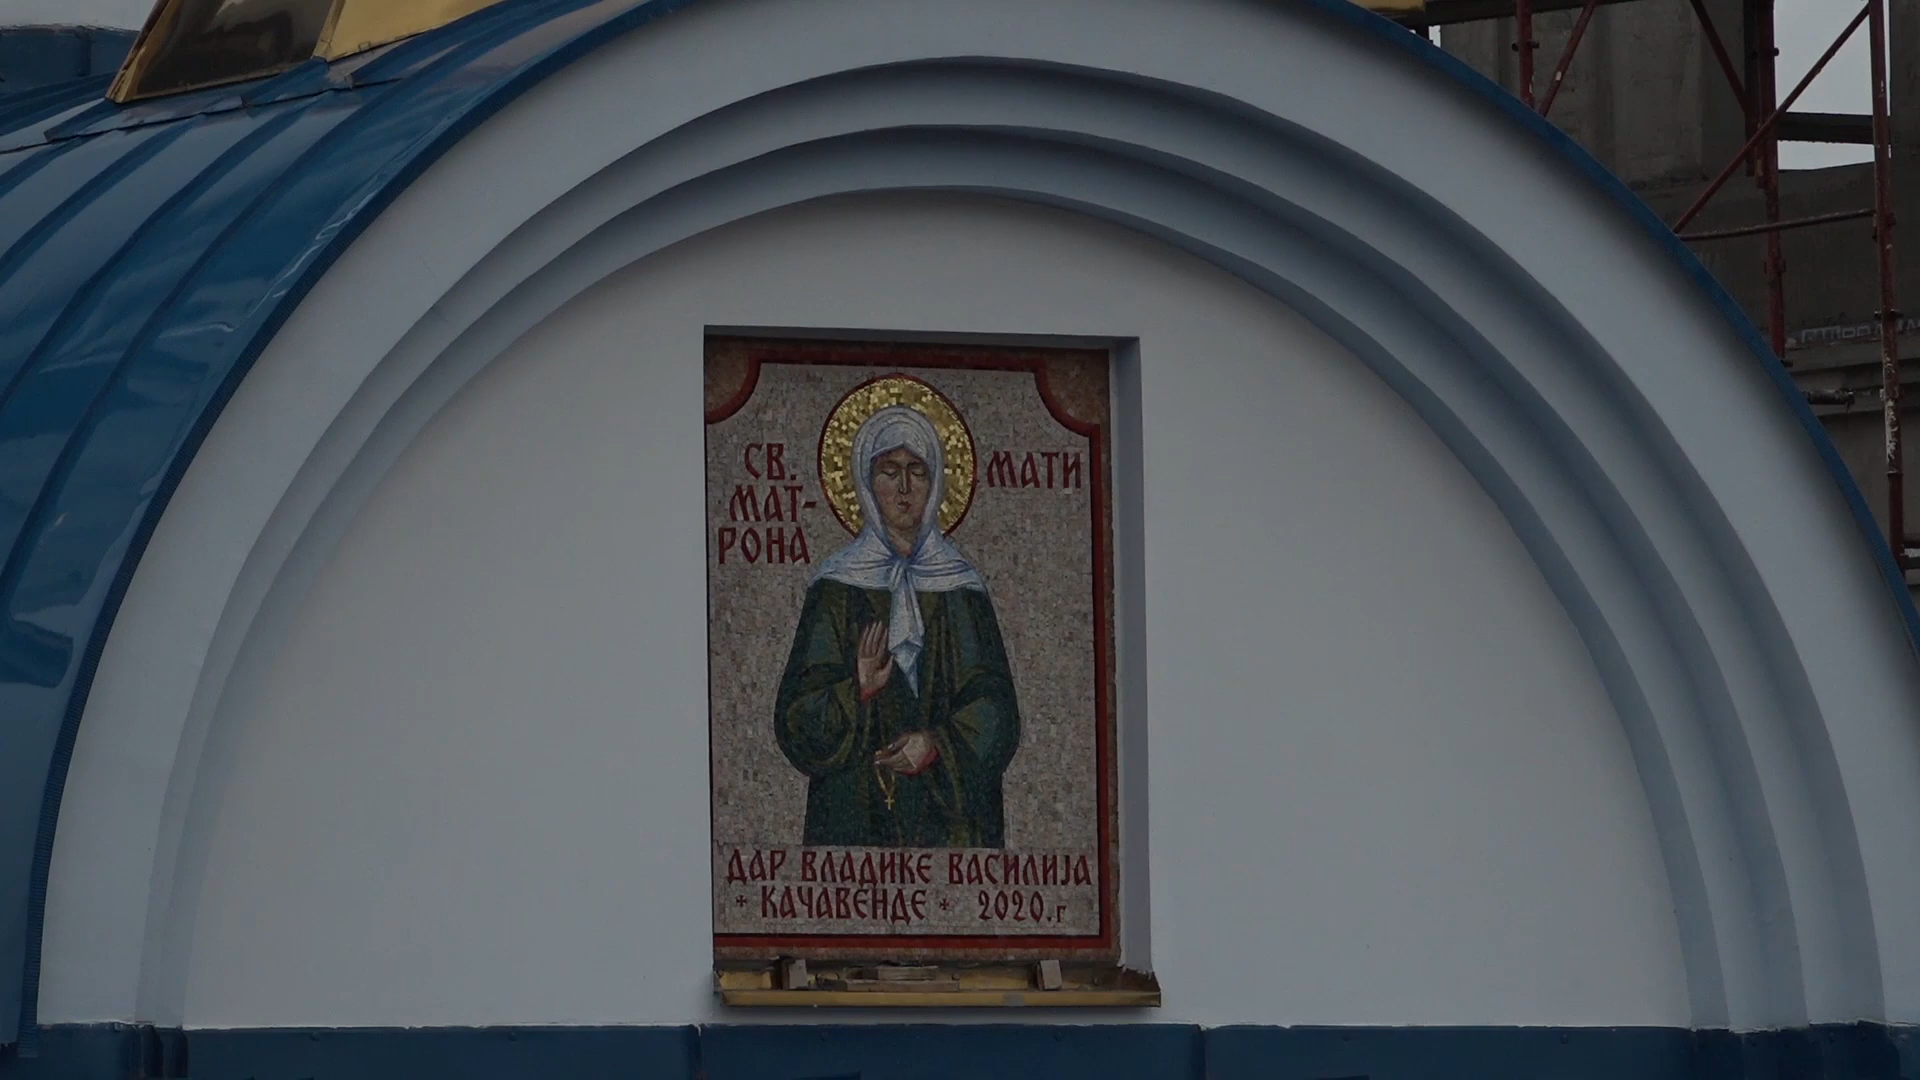 СВ.
МАТ-
РОНА
МАТИ
ДАР ВЛАДИКЕ ВАСИЛИЈА
+ КАЧАВЕНДЕ + 2020.г